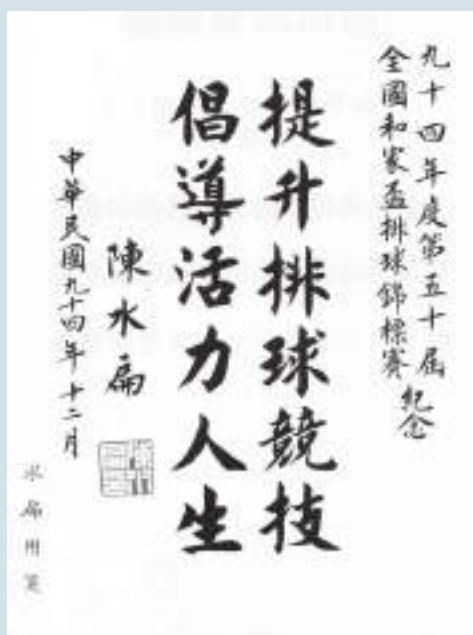 九十四年度第五十屆
全國和家盃排球錦標賽 紀念
提升排球競技
倡導活力人生
陳水扁
中華民國九十四年十二月
水扁用箋